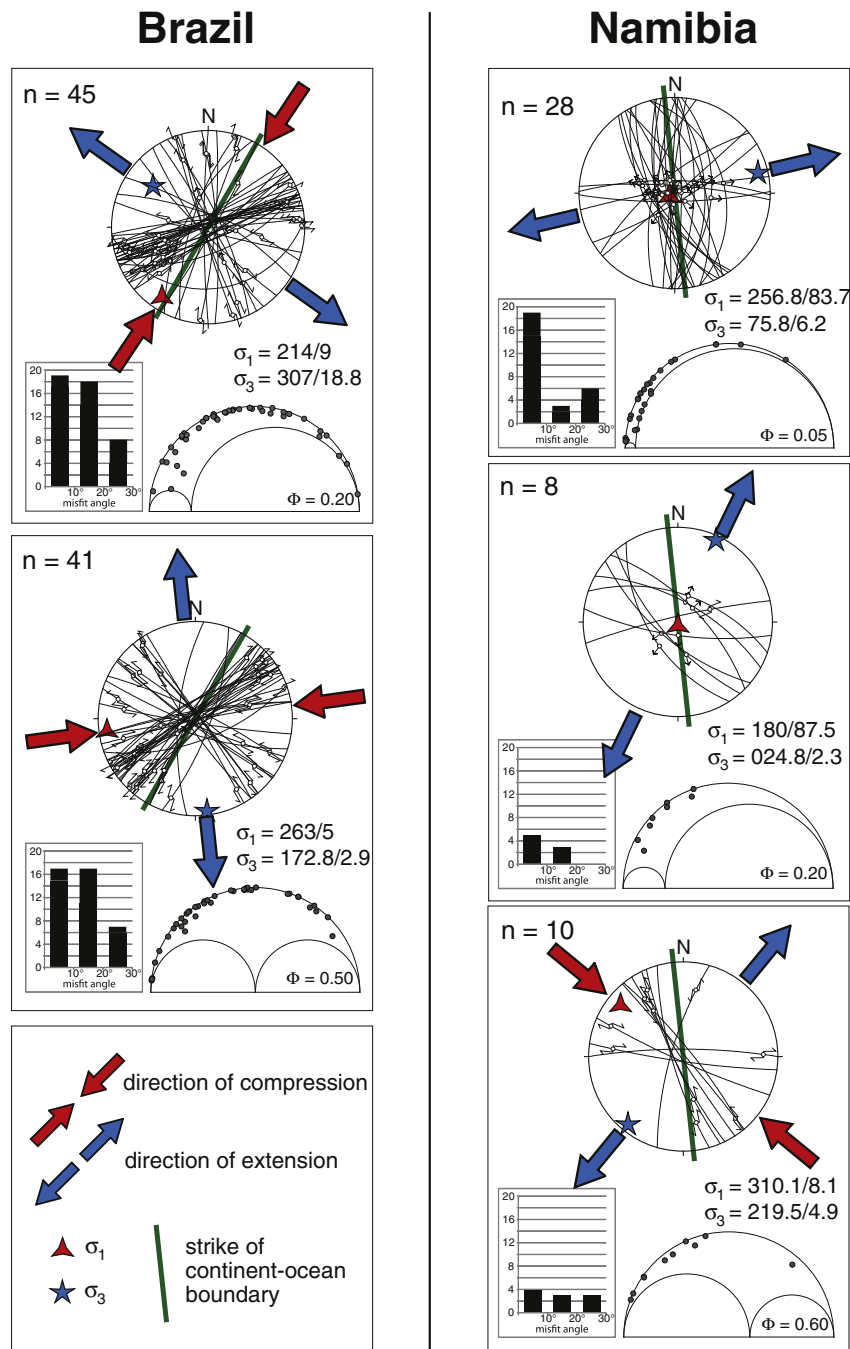 Brazil
n = 45
N
σ1 = 214/9
σ3 = 307/18.8
20
16
12
8
4
0
10° 20° 30°
misfit angle
Φ = 0.20
n = 41
N
σ1 = 263/5
σ3 = 172.8/2.9
20
16
12
8
4
0
10° 20° 30°
misfit angle
Φ = 0.50
direction of compression
direction of extension
σ1
σ3
strike of
continent-ocean
boundary
Namibia
n = 28
N
σ1 = 256.8/83.7
σ3 = 75.8/6.2
20
16
12
8
4
0
10° 20° 30°
misfit angle
Φ = 0.05
n = 8
N
σ1 = 180/87.5
σ3 = 024.8/2.3
20
16
12
8
4
0
10° 20° 30°
misfit angle
Φ = 0.20
n = 10
N
σ1 = 310.1/8.1
σ3 = 219.5/4.9
20
16
12
8
4
0
10° 20° 30°
misfit angle
Φ = 0.60